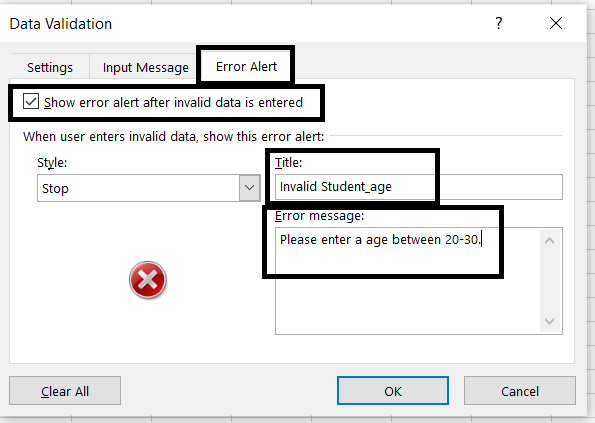 Data Validation
?
Settings
Input Message
Error Alert
Show error alert after invalid data is entered
When user enters invalid data, show this error alert:
Style:
Title:
Stop
Invalid Student_age
Error message:
Please enter a age between 20-30.
Clear All
OK
Cancel